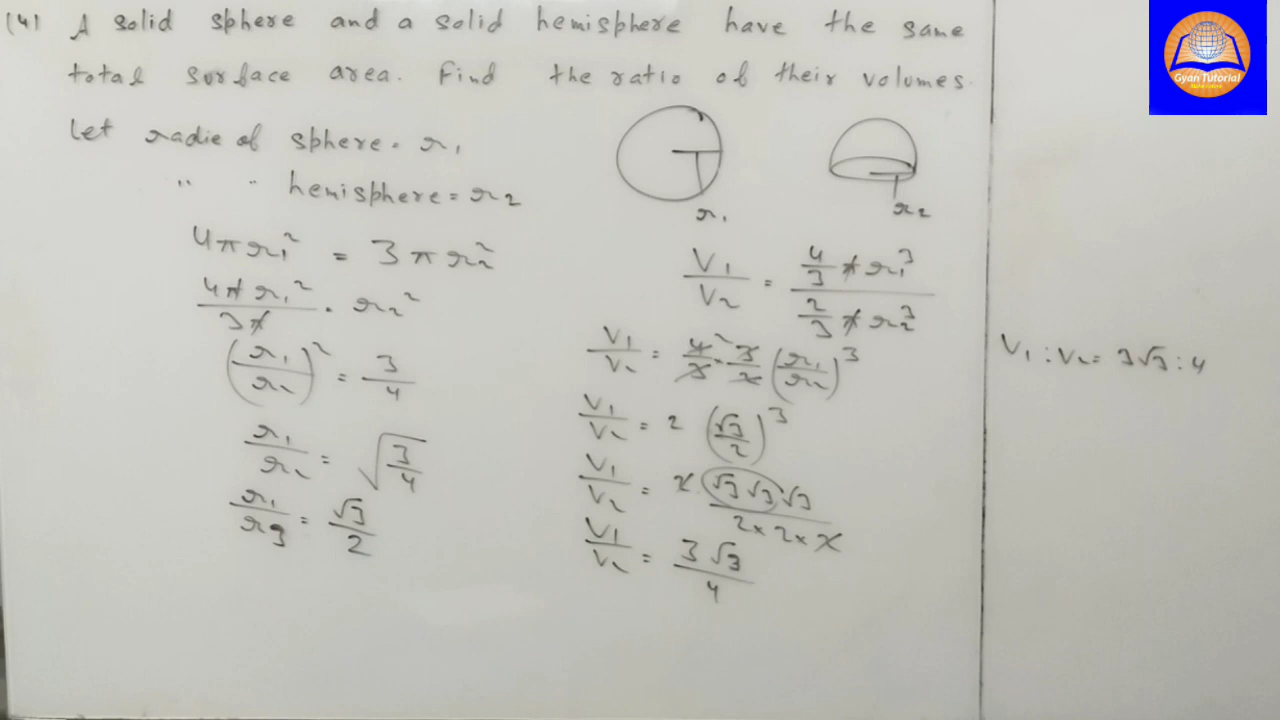 (4) A solid sphere and a solid hemisphere have the same
total surface area. Find the ratio of their volumes.
Let radie of sphere = r₁
" " hemisphere = r₂
4πr₁² = 3πr₂²
4πr₁²/3π = r₂²
(r₁/r₂)² = 3/4
r₁/r₂ = √(3/4)
r₁/r₂ = √3/2
r₁
r₂
V₁/V₂ = (4/3 π r₁³)/(2/3 π r₂³)
V₁/V₂ = 4/3 × 3/2 (r₁/r₂)³
V₁/V₂ = 2 (√3/2)³
V₁/V₂ = 2 √3 √3 √3/(2×2×2)
V₁/V₂ = 3√3/4
V₁ : V₂ = 3√3 : 4
Gyan Tutorial